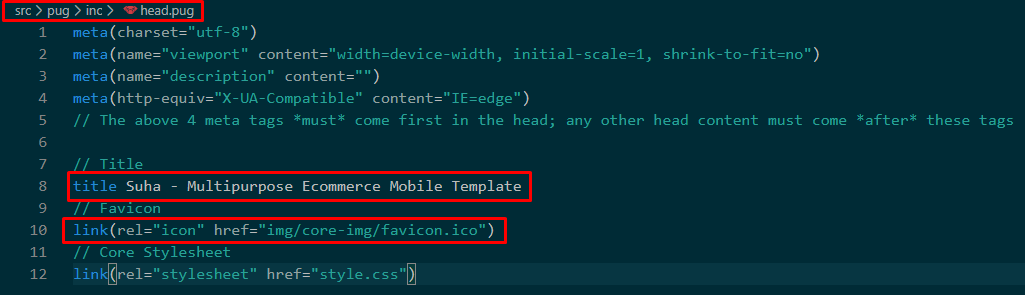 src > pug > inc > head.pug
1 meta(charset="utf-8")
2 meta(name="viewport" content="width=device-width, initial-scale=1, shrink-to-fit=no")
3 meta(name="description" content="")
4 meta(http-equiv="X-UA-Compatible" content="IE=edge")
5 // The above 4 meta tags *must* come first in the head; any other head content must come *after* these tags
6
7 // Title
8 title Suha - Multipurpose Ecommerce Mobile Template
9 // Favicon
10 link(rel="icon" href="img/core-img/favicon.ico")
11 // Core Stylesheet
12 link(rel="stylesheet" href="style.css")